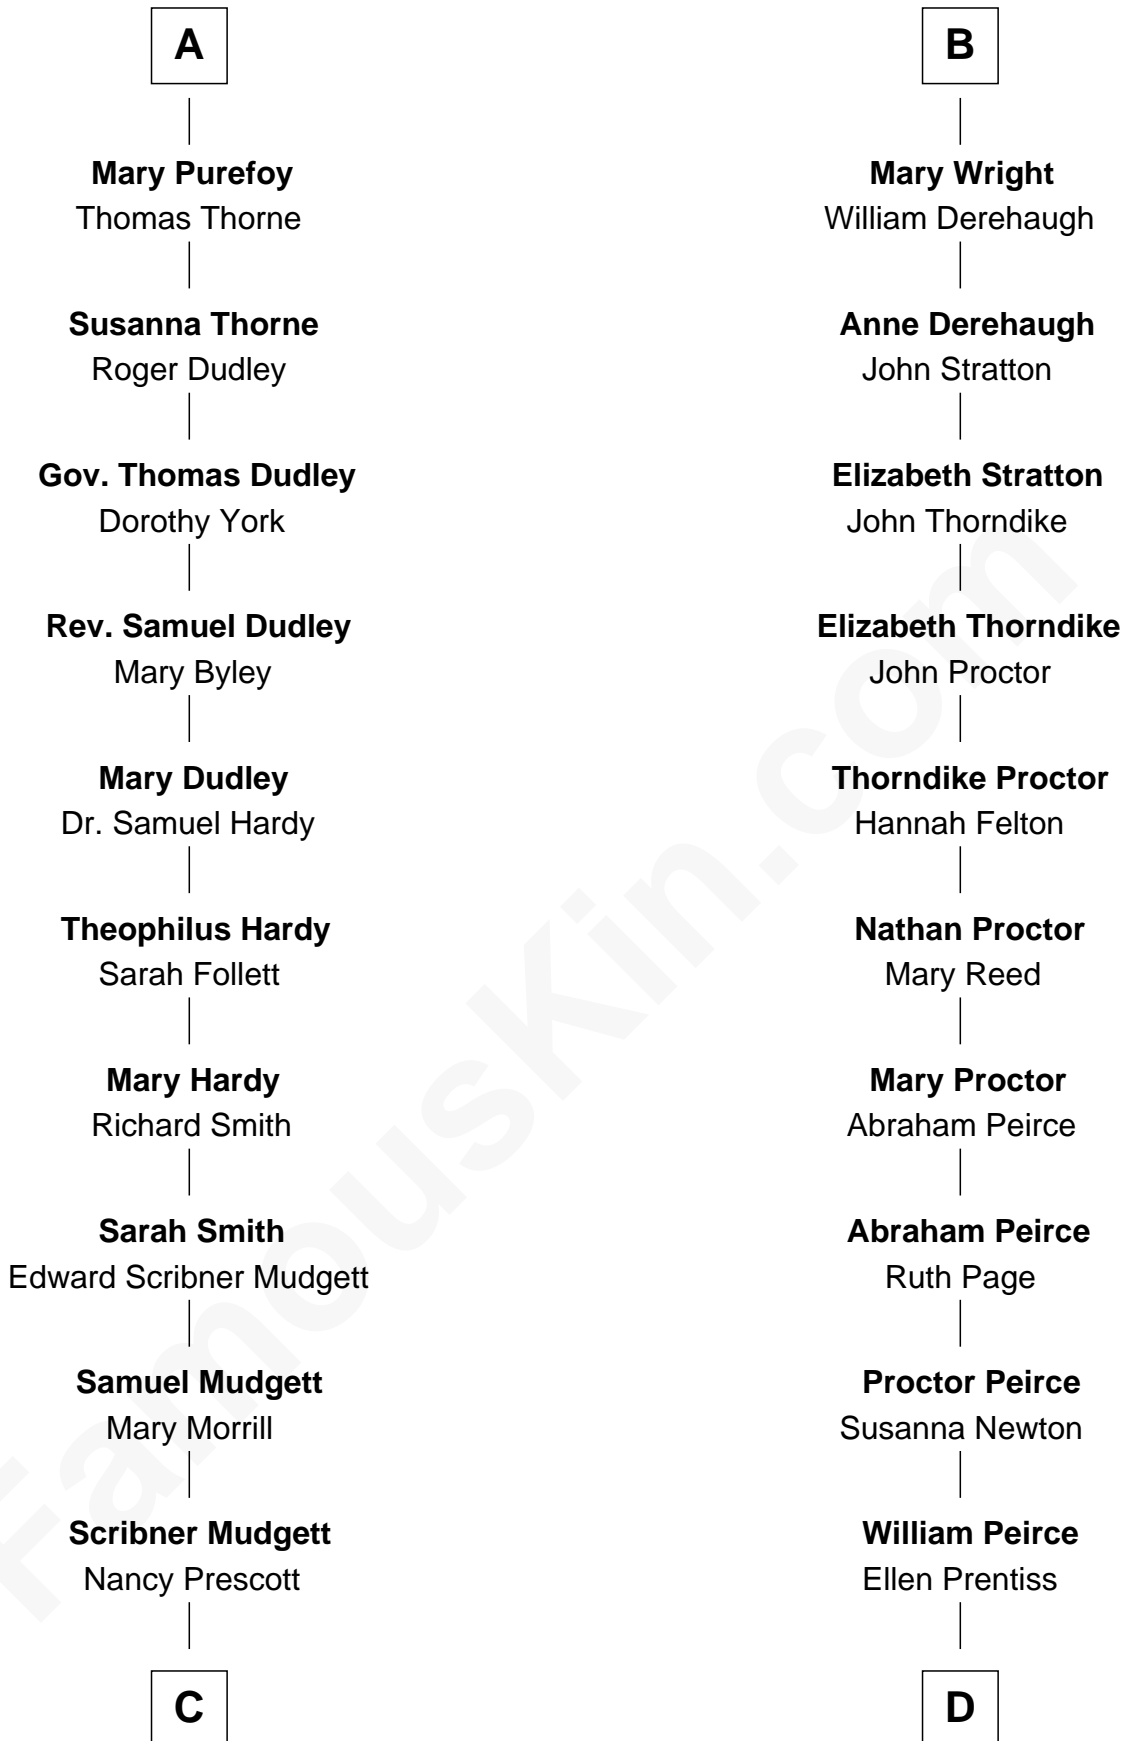 A
Mary Purefoy
Thomas Thorne
Susanna Thorne
Roger Dudley
Gov. Thomas Dudley
Dorothy York
Rev. Samuel Dudley
Mary Byley
Mary Dudley
Dr. Samuel Hardy
Theophilus Hardy
Sarah Follett
Mary Hardy
Richard Smith
Sarah Smith
Edward Scribner Mudgett
Samuel Mudgett
Mary Morrill
Scribner Mudgett
Nancy Prescott
C
B
Mary Wright
William Derehaugh
Anne Derehaugh
John Stratton
Elizabeth Stratton
John Thorndike
Elizabeth Thorndike
John Proctor
Thorndike Proctor
Hannah Felton
Nathan Proctor
Mary Reed
Mary Proctor
Abraham Peirce
Abraham Peirce
Ruth Page
Proctor Peirce
Susanna Newton
William Peirce
Ellen Prentiss
D
FamousKin.com